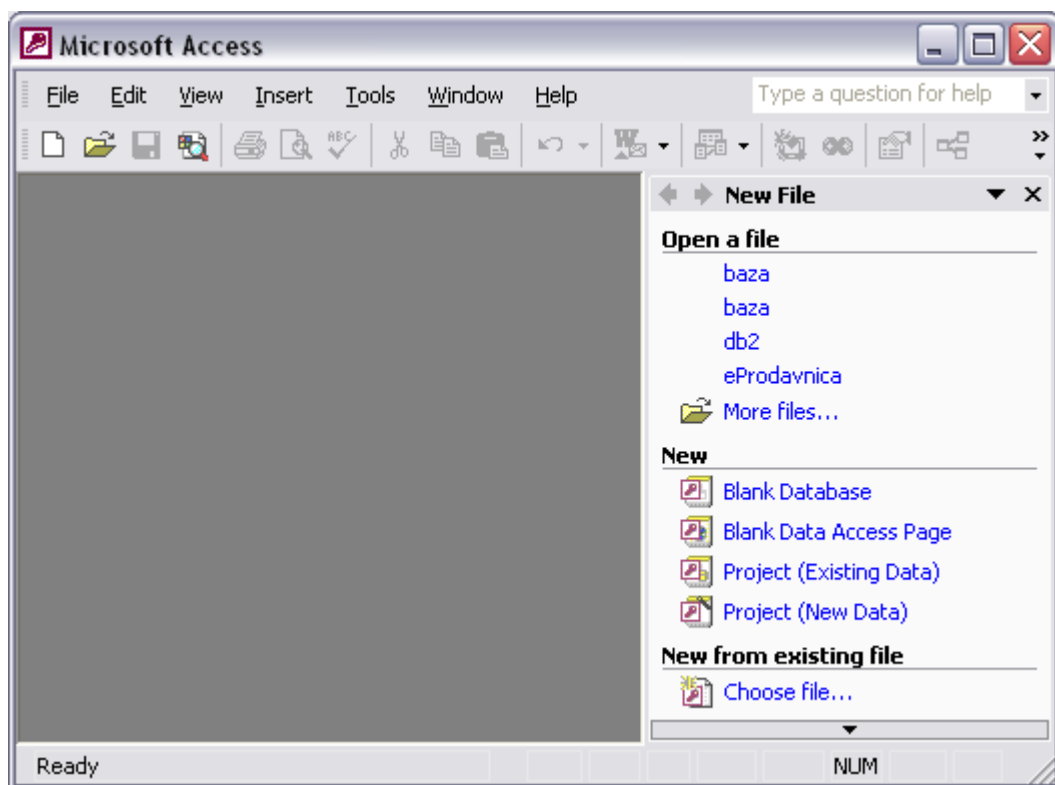 Microsoft Access
File Edit View Insert Tools Window Help Type a question for help
ABC W
New File
Open a file
baza
baza
db2
eProdavnica
More files...
New
Blank Database
Blank Data Access Page
Project (Existing Data)
Project (New Data)
New from existing file
Choose file...
Ready NUM